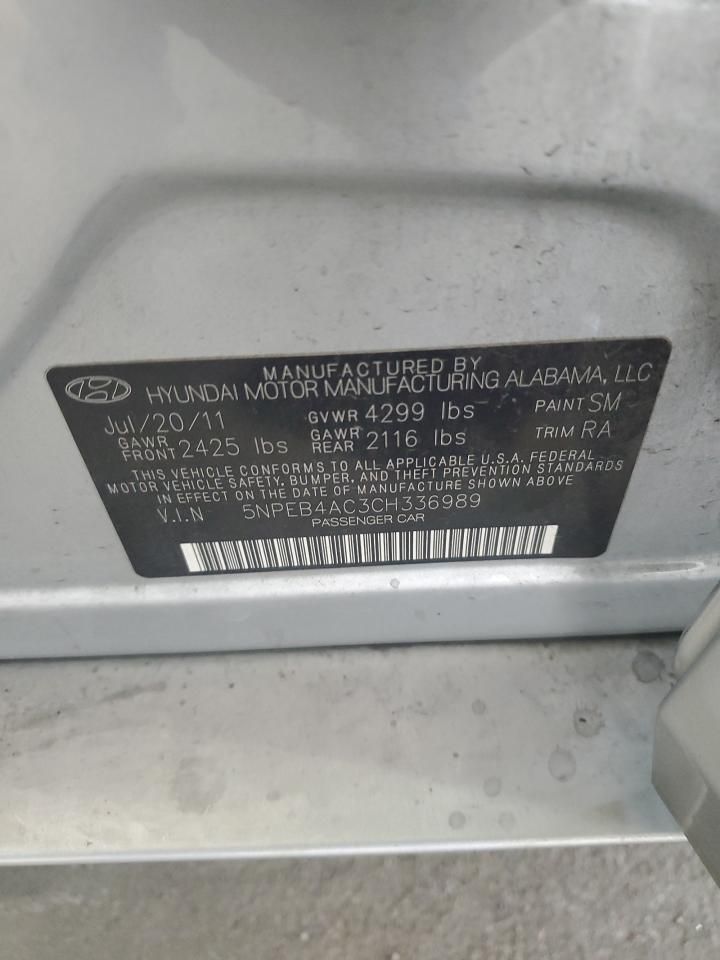 MANUFACTURED BY
HYUNDAI MOTOR MANUFACTURING ALABAMA, LLC
Jul/20/11 GVWR 4299 lbs PAINT SM
GAWR FRONT 2425 lbs GAWR REAR 2116 lbs TRIM RA
THIS VEHICLE CONFORMS TO ALL APPLICABLE U.S.A. FEDERAL
MOTOR VEHICLE SAFETY, BUMPER, AND THEFT PREVENTION STANDARDS
IN EFFECT ON THE DATE OF MANUFACTURE SHOWN ABOVE
V.I.N 5NPEB4AC3CH336989
PASSENGER CAR